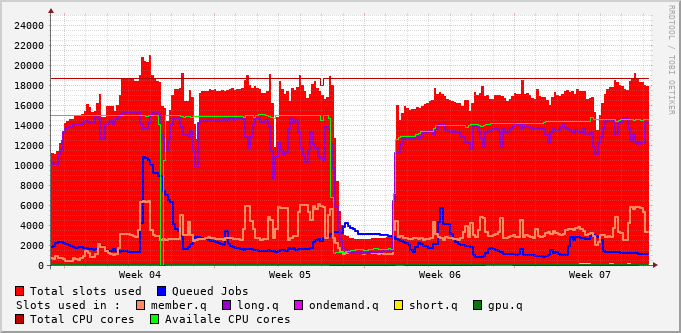 24000
22000
20000
18000
16000
14000
12000
10000
8000
6000
4000
2000
0
Week 04 Week 05 Week 06 Week 07
Total slots used Queued Jobs
Slots used in : member.q long.q ondemand.q short.q gpu.q
Total CPU cores Availale CPU cores
RRDTOOL / TOBI OETIKER